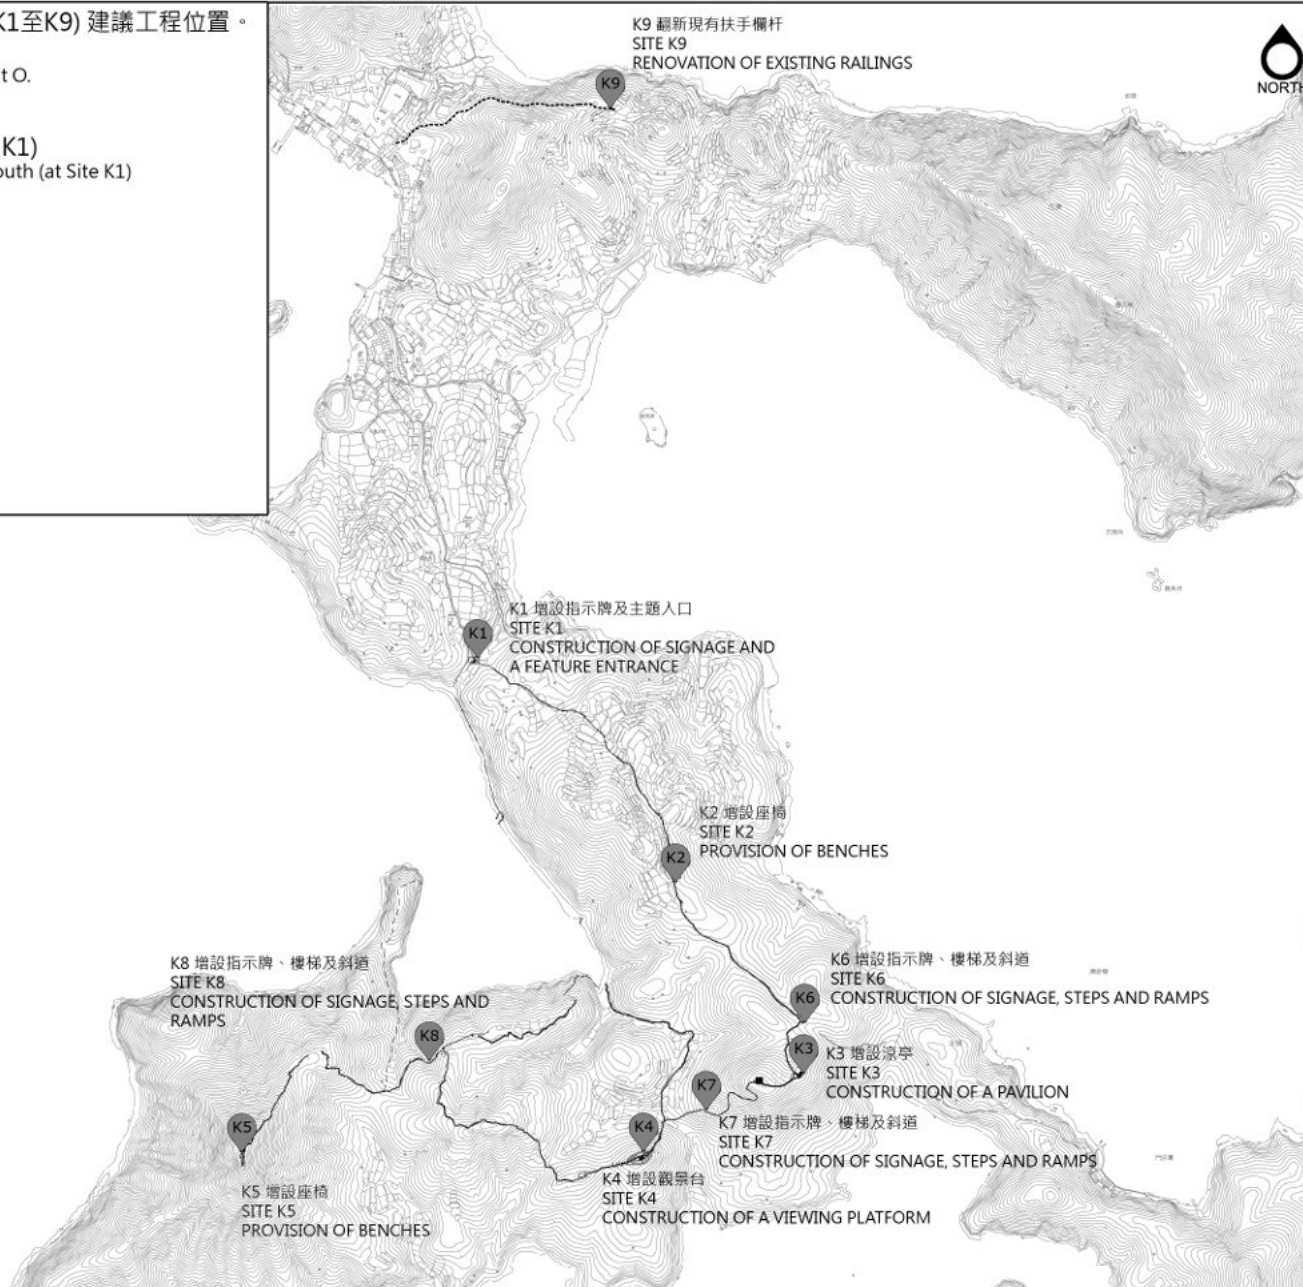 K1至K9) 建議工程位置。
t O.
K1)
outh (at Site K1)
K9 翻新現有扶手欄杆
SITE K9
RENOVATION OF EXISTING RAILINGS
K9
NORTH
K1 增設指示牌及主題入口
SITE K1
CONSTRUCTION OF SIGNAGE AND
A FEATURE ENTRANCE
K1
K2 增設座椅
SITE K2
PROVISION OF BENCHES
K2
K8 增設指示牌、樓梯及斜道
SITE K8
CONSTRUCTION OF SIGNAGE, STEPS AND
RAMPS
K8
K6 增設指示牌、樓梯及斜道
SITE K6
CONSTRUCTION OF SIGNAGE, STEPS AND RAMPS
K6
K3 增設涼亭
SITE K3
CONSTRUCTION OF A PAVILION
K3
K7
K7 增設指示牌、樓梯及斜道
SITE K7
CONSTRUCTION OF SIGNAGE, STEPS AND RAMPS
K5
K5 增設座椅
SITE K5
PROVISION OF BENCHES
K4
K4 增設觀景台
SITE K4
CONSTRUCTION OF A VIEWING PLATFORM